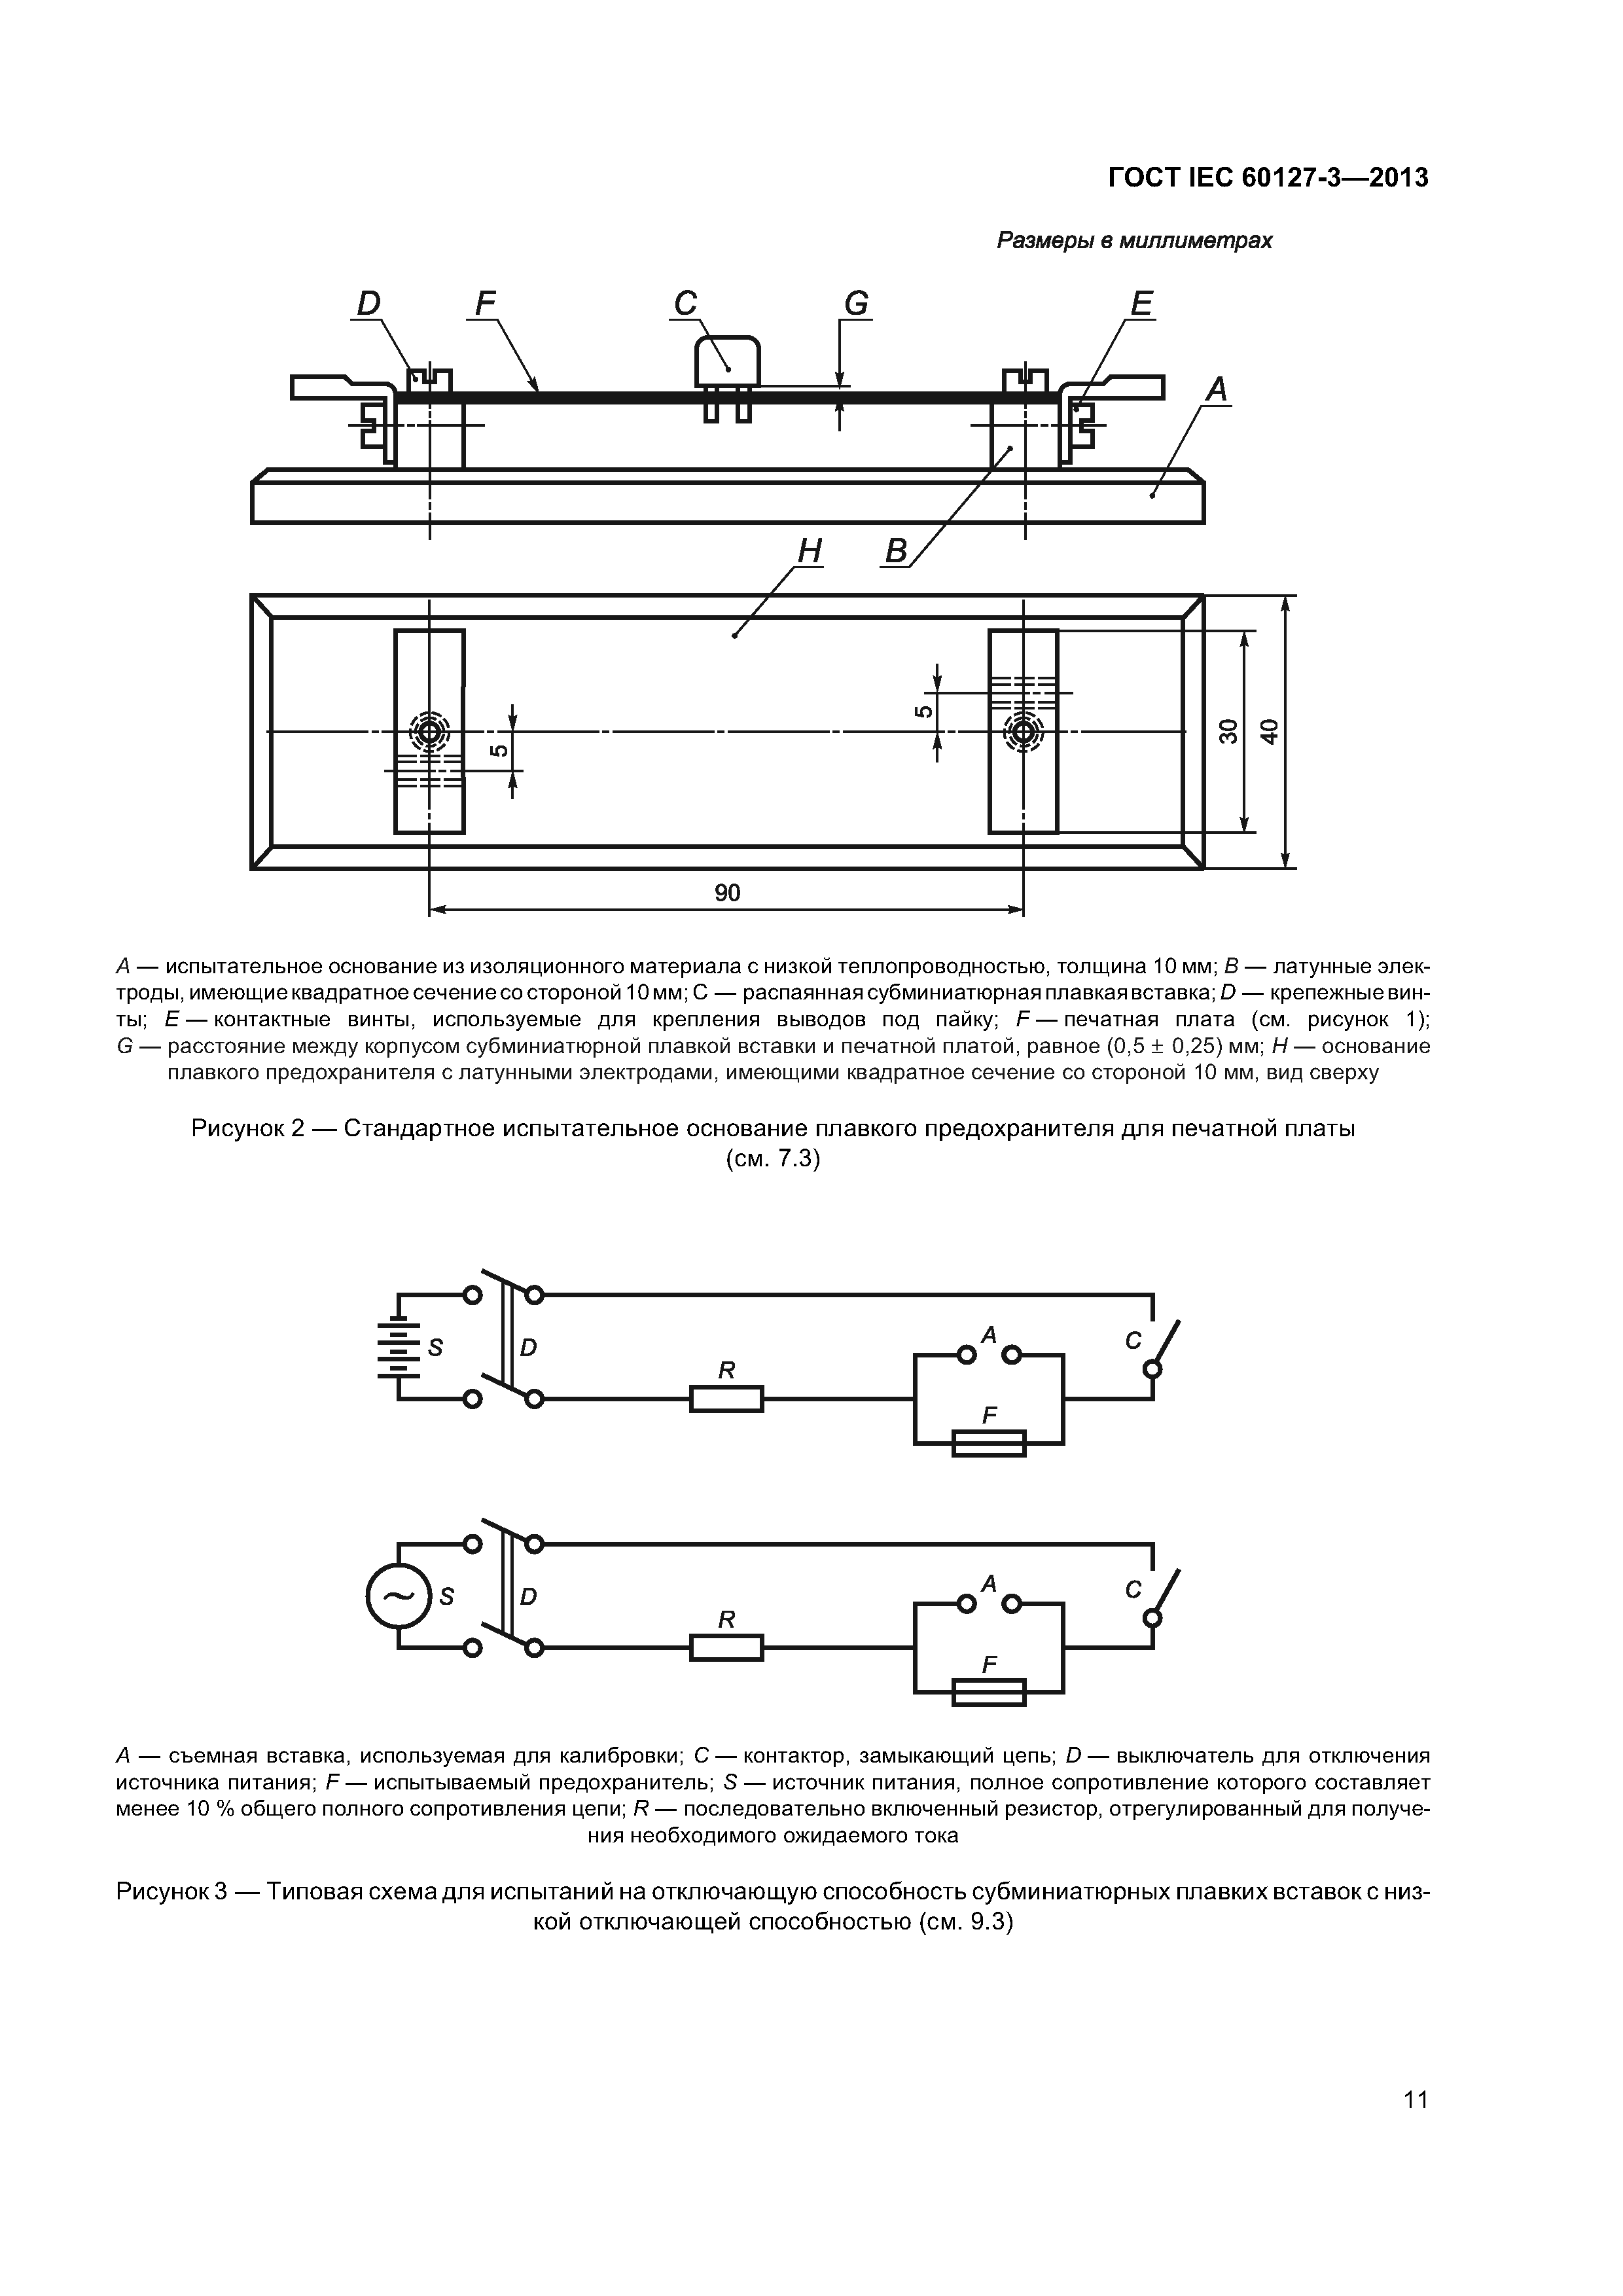 ГОСТ IEC 60127-3—2013
Размеры в миллиметрах
D F C G E
A
H B
5
5
30
40
90
A — испытательное основание из изоляционного материала с низкой теплопроводностью, толщина 10 мм; B — латунные элек-
троды, имеющие квадратное сечение со стороной 10 мм; C — распаянная субминиатюрная плавкая вставка; D — крепежные вин-
ты; E — контактные винты, используемые для крепления выводов под пайку; F — печатная плата (см. рисунок 1);
G — расстояние между корпусом субминиатюрной плавкой вставки и печатной платой, равное (0,5 ± 0,25) мм; H — основание
плавкого предохранителя с латунными электродами, имеющими квадратное сечение со стороной 10 мм, вид сверху
Рисунок 2 — Стандартное испытательное основание плавкого предохранителя для печатной платы
(см. 7.3)
S D R A F C
S D R A F C
A — съемная вставка, используемая для калибровки; C — контактор, замыкающий цепь; D — выключатель для отключения
источника питания; F — испытываемый предохранитель; S — источник питания, полное сопротивление которого составляет
менее 10 % общего полного сопротивления цепи; R — последовательно включенный резистор, отрегулированный для получе-
ния необходимого ожидаемого тока
Рисунок 3 — Типовая схема для испытаний на отключающую способность субминиатюрных плавких вставок с низ-
кой отключающей способностью (см. 9.3)
11